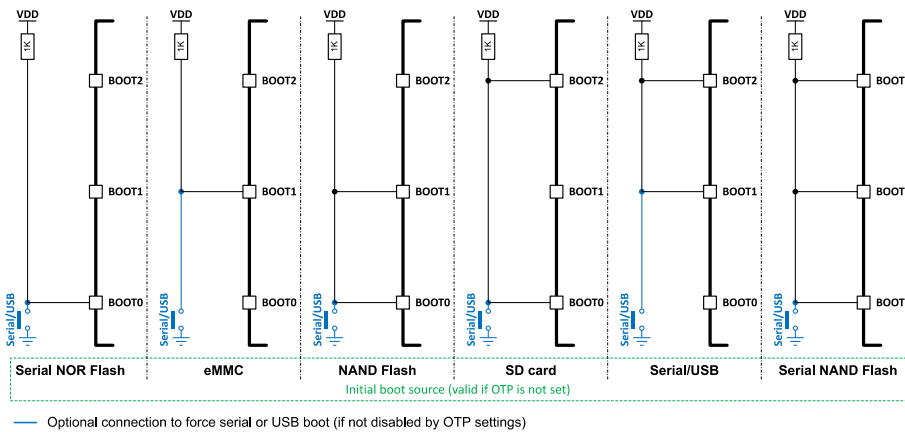 VDD VDD VDD VDD VDD VDD
1K 1K 1K 1K 1K 1K
BOOT2 BOOT2 BOOT2 BOOT2 BOOT2 BOOT
BOOT1 BOOT1 BOOT1 BOOT1 BOOT1 BOOT
BOOT0 BOOT0 BOOT0 BOOT0 BOOT0 BOOT
Serial/USB Serial/USB Serial/USB Serial/USB Serial/USB Serial/USB
Serial NOR Flash eMMC NAND Flash SD card Serial/USB Serial NAND Flash
Initial boot source (valid if OTP is not set)
Optional connection to force serial or USB boot (if not disabled by OTP settings)